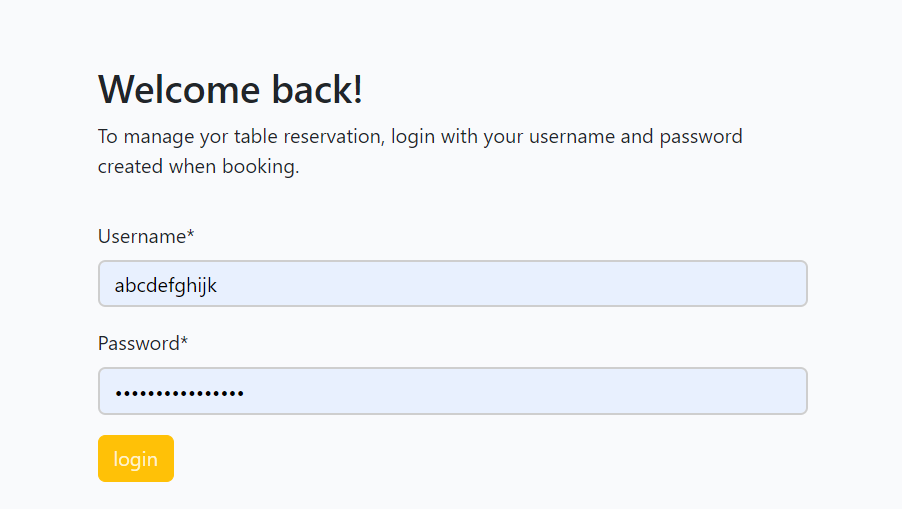 Welcome back!
To manage yor table reservation, login with your username and password
created when booking.
Username*
abcdefghijk
Password*
••••••••••••••••
login